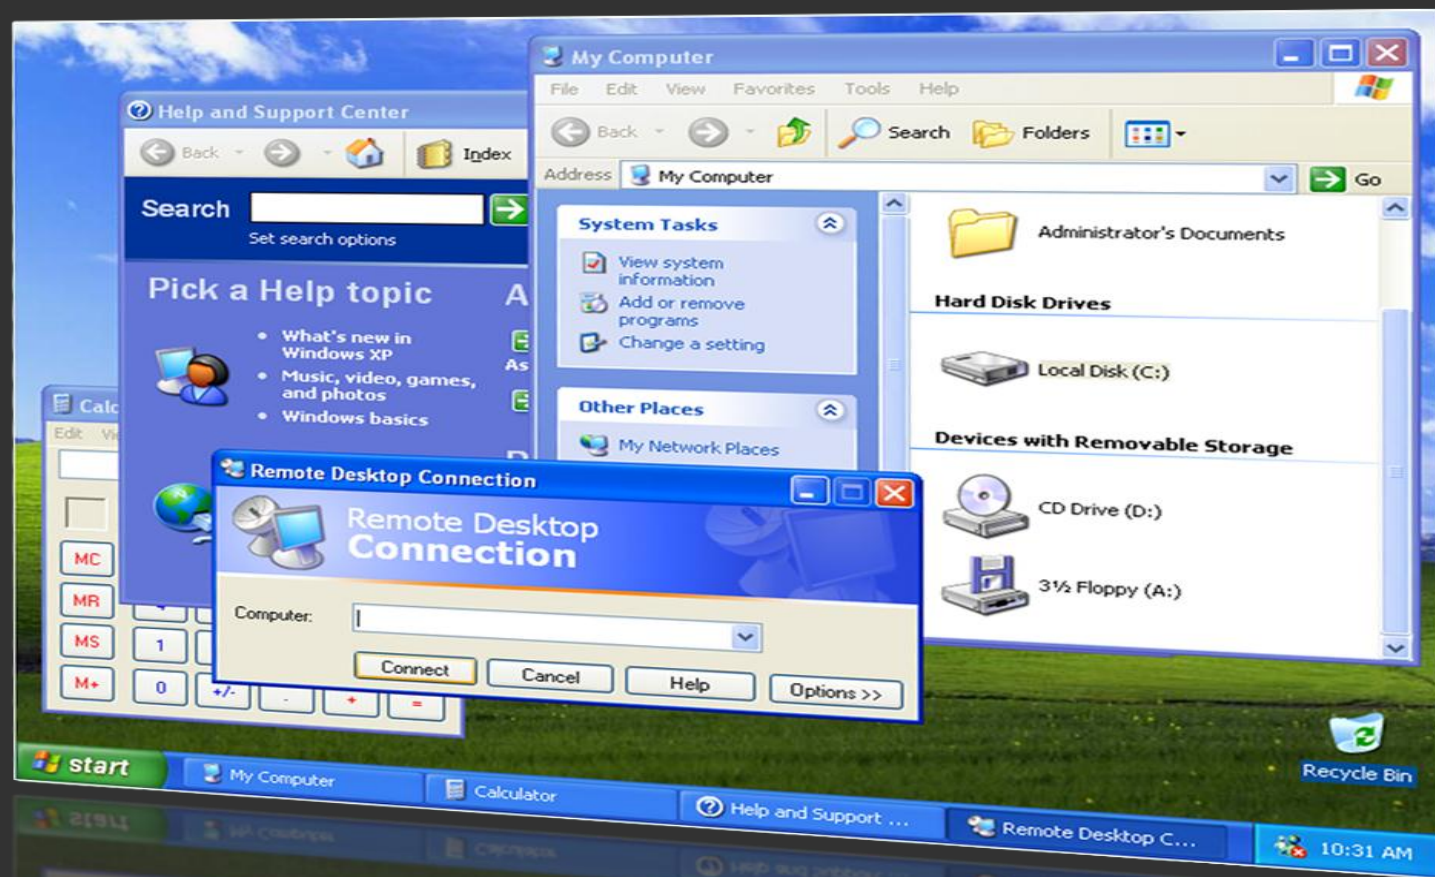 My Computer
File Edit View Favorites Tools Help
Back Search Folders
Address My Computer Go
System Tasks
View system
information
Add or remove
programs
Change a setting
Other Places
My Network Places
Administrator's Documents
Hard Disk Drives
Local Disk (C:)
Devices with Removable Storage
CD Drive (D:)
3½ Floppy (A:)
Help and Support Center
Back Index
Search
Set search options
Pick a Help topic
What's new in
Windows XP
Music, video, games,
and photos
Windows basics
A
As
Calc
Edit Vi
MC
MR
MS 1
M+ 0 +/- . + =
Remote Desktop Connection
Remote Desktop
Connection
Computer:
Connect Cancel Help Options >>
Recycle Bin
start My Computer Calculator Help and Support ... Remote Desktop C... 10:31 AM